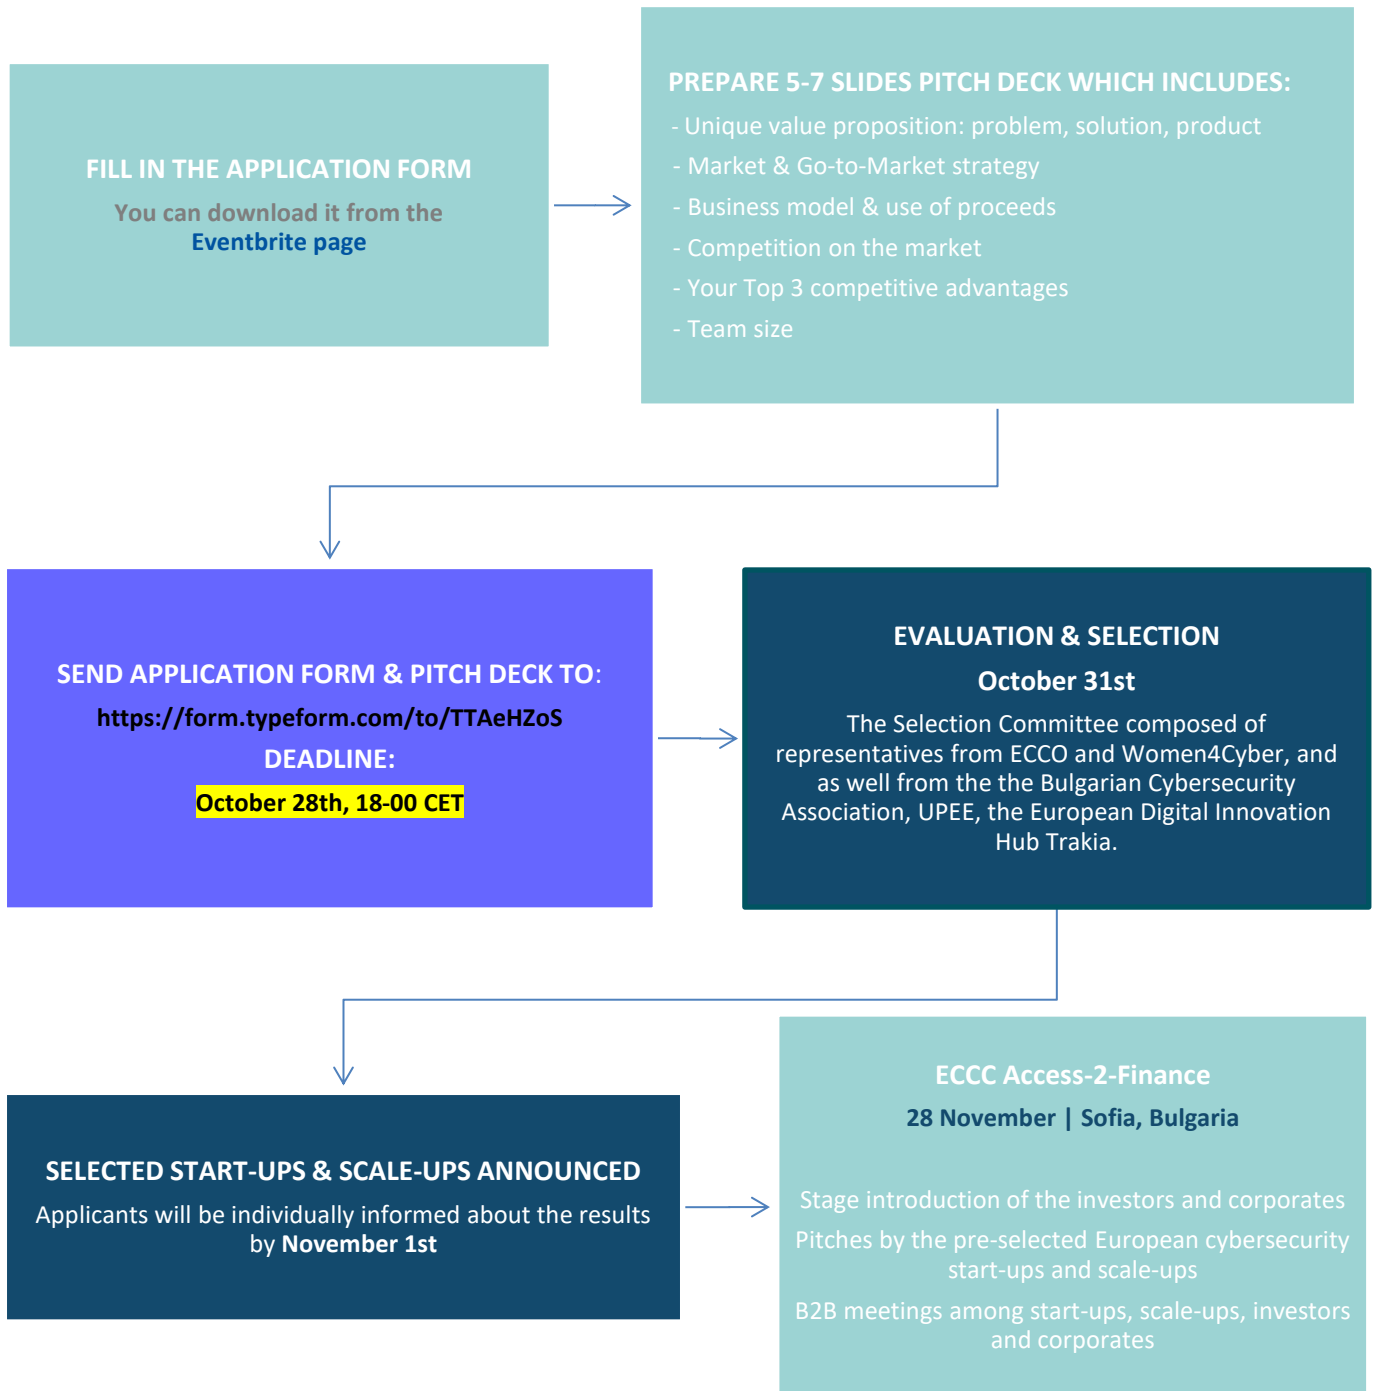 FILL IN THE APPLICATION FORM
You can download it from the
Eventbrite page
PREPARE 5-7 SLIDES PITCH DECK WHICH INCLUDES:
- Unique value proposition: problem, solution, product
- Market & Go-to-Market strategy
- Business model & use of proceeds
- Competition on the market
- Your Top 3 competitive advantages
- Team size
SEND APPLICATION FORM & PITCH DECK TO:
https://form.typeform.com/to/TTAeHZoS
DEADLINE:
October 28th, 18-00 CET
EVALUATION & SELECTION
October 31st
The Selection Committee composed of
representatives from ECCO and Women4Cyber, and
as well from the the Bulgarian Cybersecurity
Association, UPEE, the European Digital Innovation
Hub Trakia.
SELECTED START-UPS & SCALE-UPS ANNOUNCED
Applicants will be individually informed about the results
by November 1st
ECCC Access-2-Finance
28 November | Sofia, Bulgaria
Stage introduction of the investors and corporates
Pitches by the pre-selected European cybersecurity
start-ups and scale-ups
B2B meetings among start-ups, scale-ups, investors
and corporates